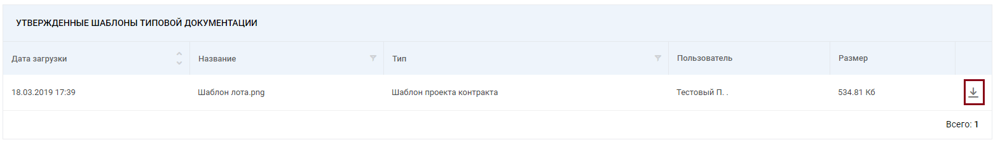 УТВЕРЖДЕННЫЕ ШАБЛОНЫ ТИПОВОЙ ДОКУМЕНТАЦИИ
Дата загрузки Название Тип Пользователь Размер
18.03.2019 17:39 Шаблон лота.png Шаблон проекта контракта Тестовый П. . 534.81 Кб
Всего: 1